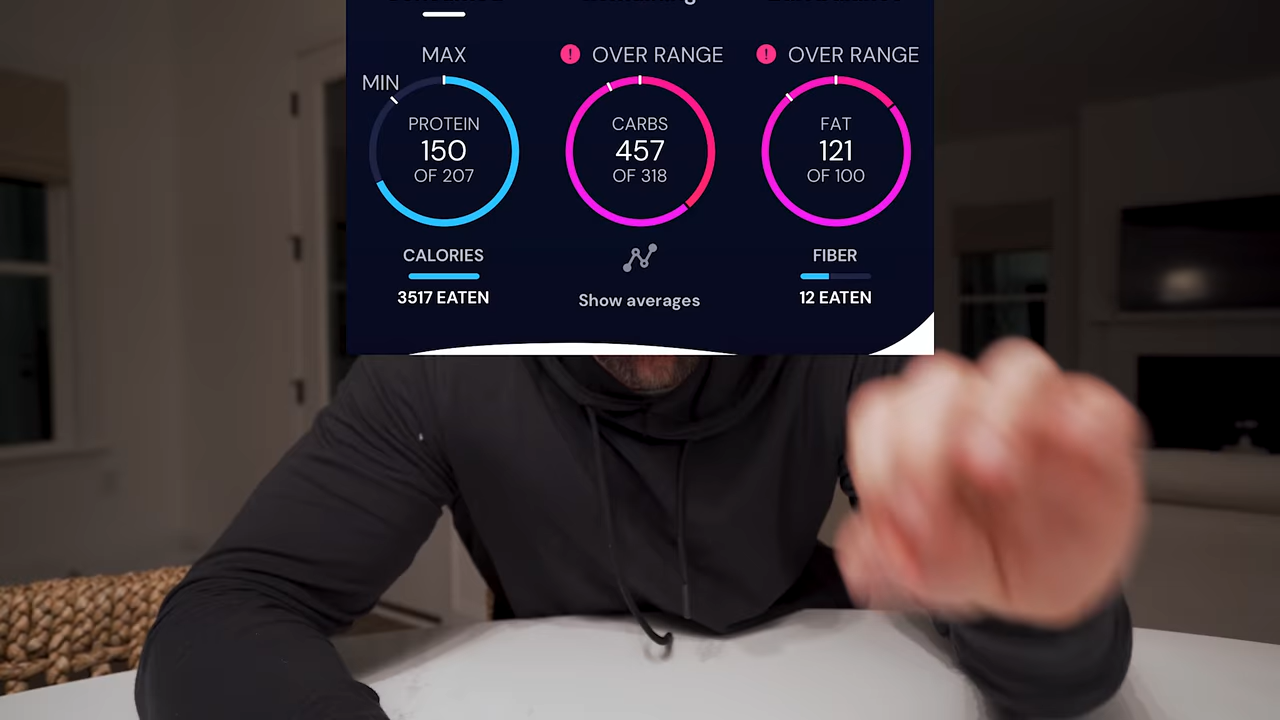 MAX
MIN
PROTEIN
150
OF 207
CALORIES
3517 EATEN
! OVER RANGE
CARBS
457
OF 318
Show averages
! OVER RANGE
FAT
121
OF 100
FIBER
12 EATEN